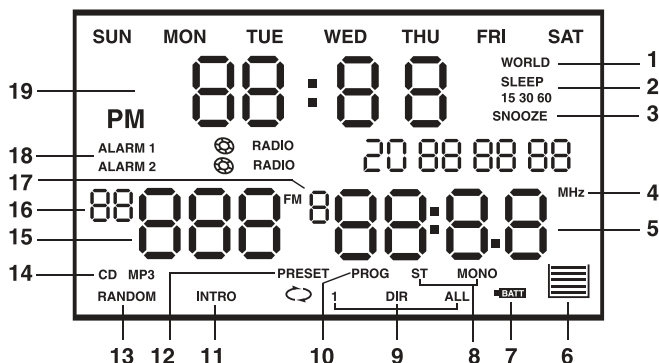 SUN MON TUE WED THU FRI SAT
88:88
WORLD 1
SLEEP 2
15 30 60
19
PM
SNOOZE 3
18 ALARM 1 RADIO
ALARM 2 RADIO
20 88 88 88
17
16 88 888 FM 8 88:8.8 MHz 4
15 5
14 CD MP3 PRESET PROG ST MONO
RANDOM INTRO 1 DIR ALL BATT
13 12 11 10 9 8 7 6